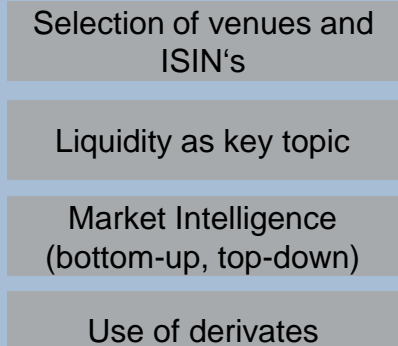 Selection of venues and
ISIN‘s
Liquidity as key topic
Market Intelligence
(bottom-up, top-down)
Use of derivates